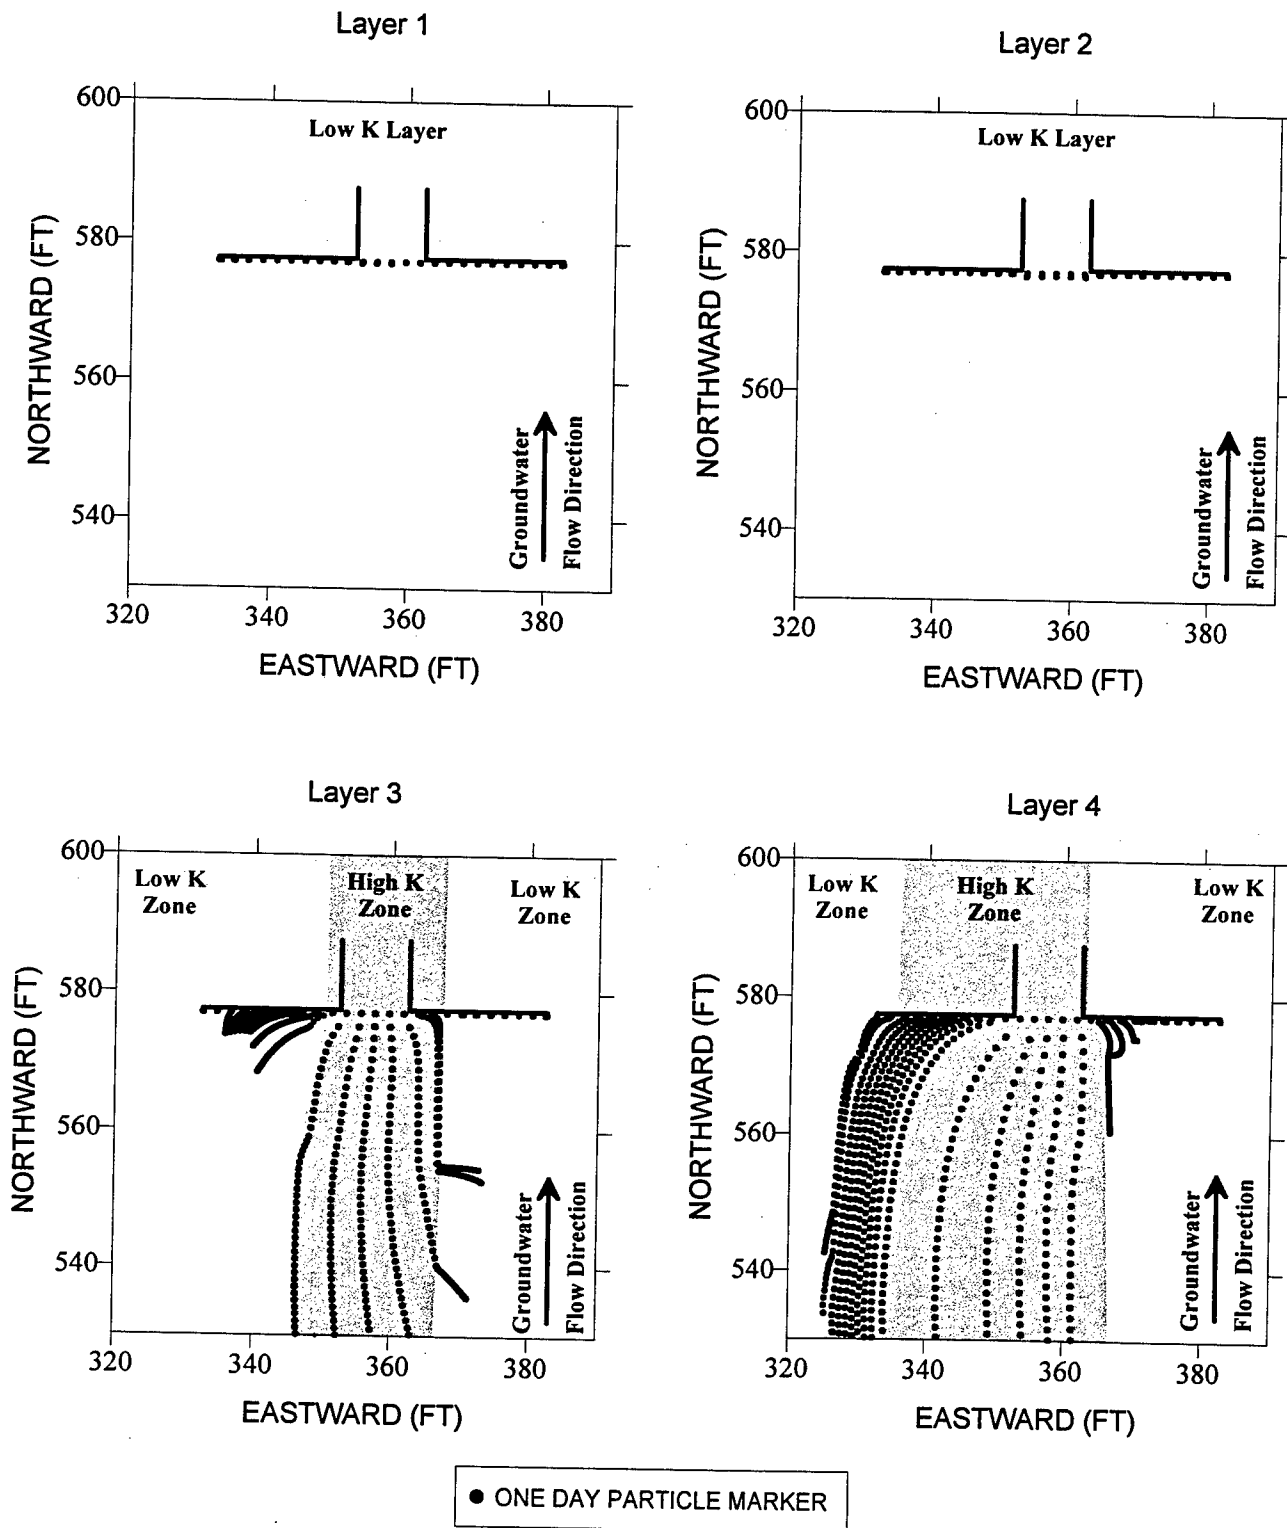 Layer 1
600
Low K Layer
580
560
540
NORTHWARD (FT)
Groundwater
Flow Direction
320
340
360
380
EASTWARD (FT)
Layer 2
600
Low K Layer
580
560
540
NORTHWARD (FT)
Groundwater
Flow Direction
320
340
360
380
EASTWARD (FT)
Layer 3
600
Low K
Zone
High K
Zone
Low K
Zone
580
560
540
NORTHWARD (FT)
Groundwater
Flow Direction
320
340
360
380
EASTWARD (FT)
Layer 4
600
Low K
Zone
High K
Zone
Low K
Zone
580
560
540
NORTHWARD (FT)
Groundwater
Flow Direction
320
340
360
380
EASTWARD (FT)
ONE DAY PARTICLE MARKER